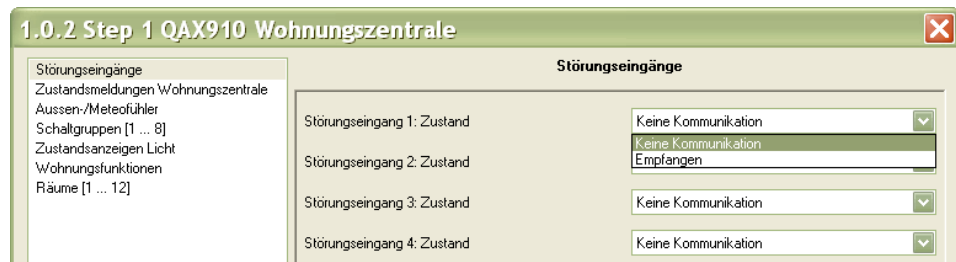 1.0.2 Step 1 QAX910 Wohnungszentrale
Störungseingänge
Zustandsmeldungen Wohnungszentrale
Aussen-/Meteofühler
Schaltgruppen [1 ... 8]
Zustandsanzeigen Licht
Wohnungsfunktionen
Räume [1 ... 12]
Störungseingänge
Störungseingang 1: Zustand Keine Kommunikation
Keine Kommunikation
Empfangen
Störungseingang 2: Zustand
Störungseingang 3: Zustand Keine Kommunikation
Störungseingang 4: Zustand Keine Kommunikation